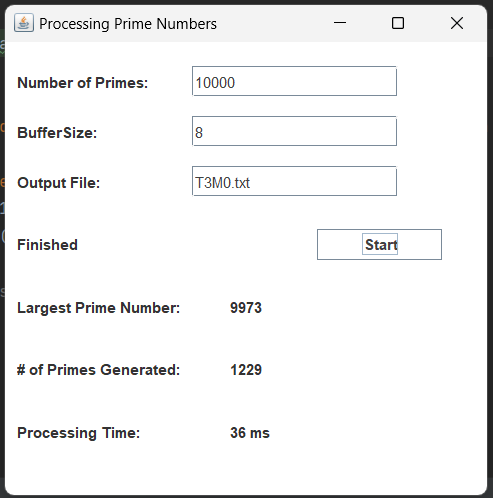 Processing Prime Numbers
Number of Primes: 10000
BufferSize: 8
Output File: T3M0.txt
Finished Start
Largest Prime Number: 9973
# of Primes Generated: 1229
Processing Time: 36 ms